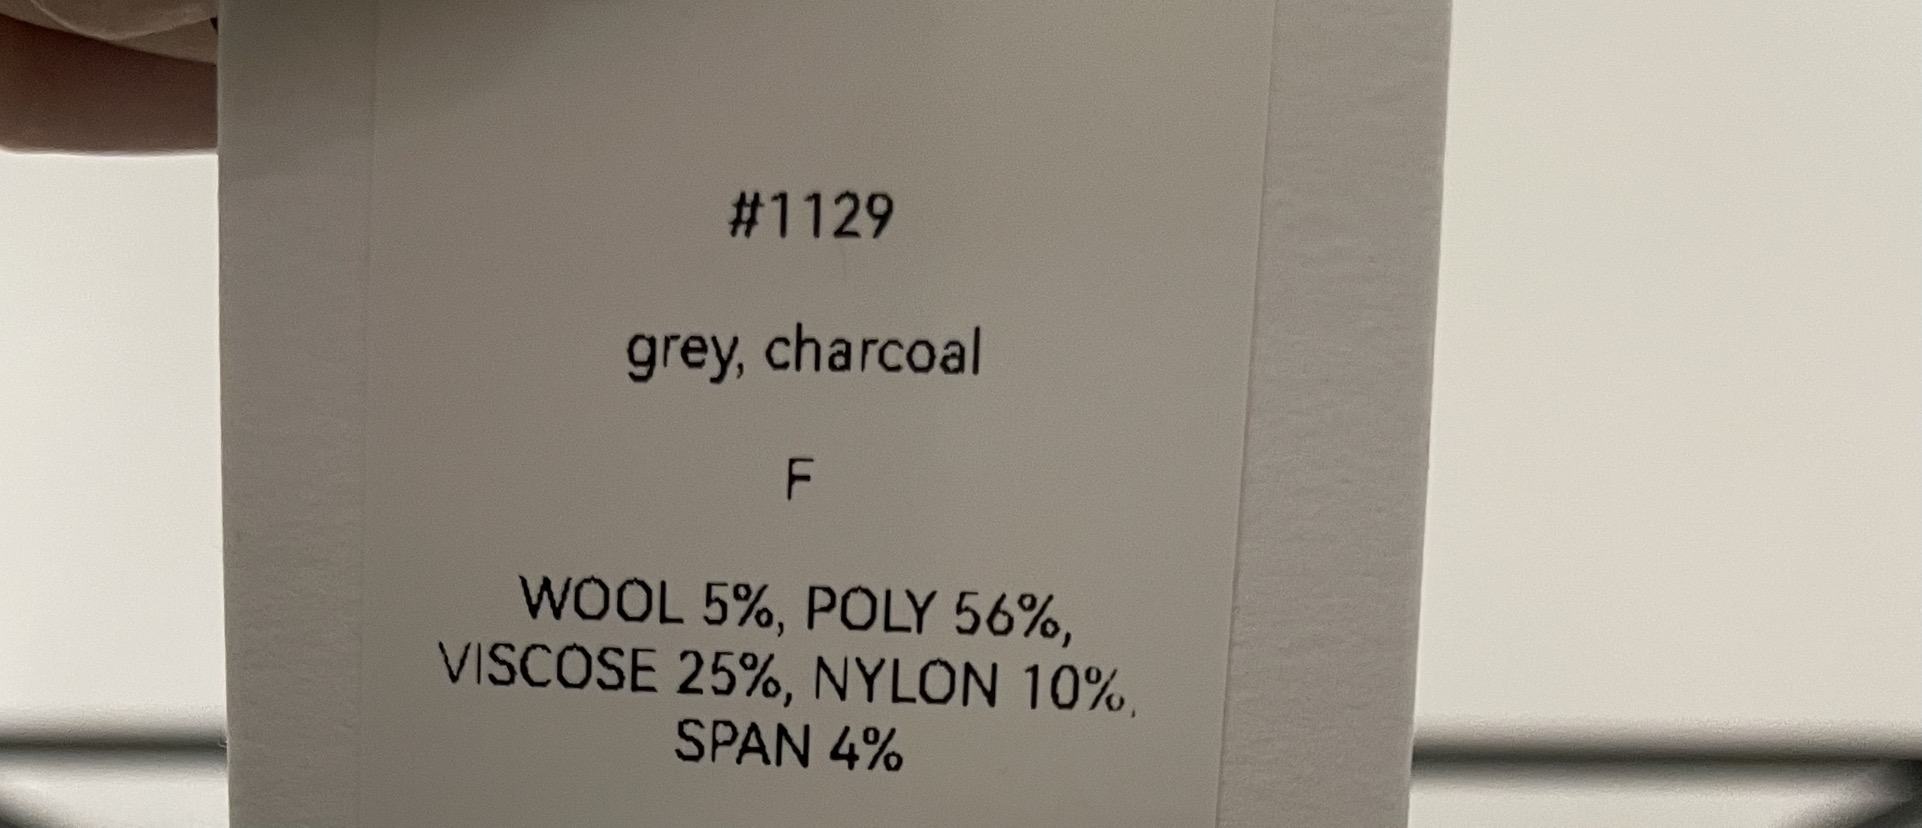 #1129
grey, charcoal
F
WOOL 5%, POLY 56%,
VISCOSE 25%, NYLON 10%,
SPAN 4%